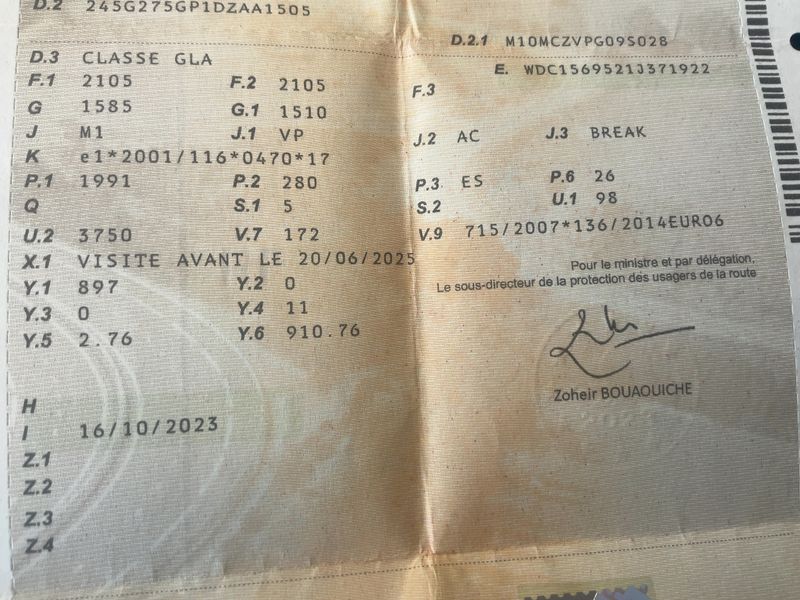 D.2 245G275GP1DZAA1505
D.2.1 M10MCZVPG09S028
D.3 CLASSE GLA
E. WDC1569521J371922
F.1 2105 F.2 2105 F.3
G 1585 G.1 1510
J M1 J.1 VP J.2 AC J.3 BREAK
K e1*2001/116*0470*17
P.1 1991 P.2 280 P.3 ES P.6 26
Q S.1 5 S.2 U.1 98
U.2 3750 V.7 172 V.9 715/2007*136/2014EURO6
X.1 VISITE AVANT LE 20/06/2025
Y.1 897 Y.2 0
Y.3 0 Y.4 11
Y.5 2.76 Y.6 910.76
Pour le ministre et par délégation,
Le sous-directeur de la protection des usagers de la route
Zoheir BOUAOUICHE
H
I 16/10/2023
Z.1
Z.2
Z.3
Z.4